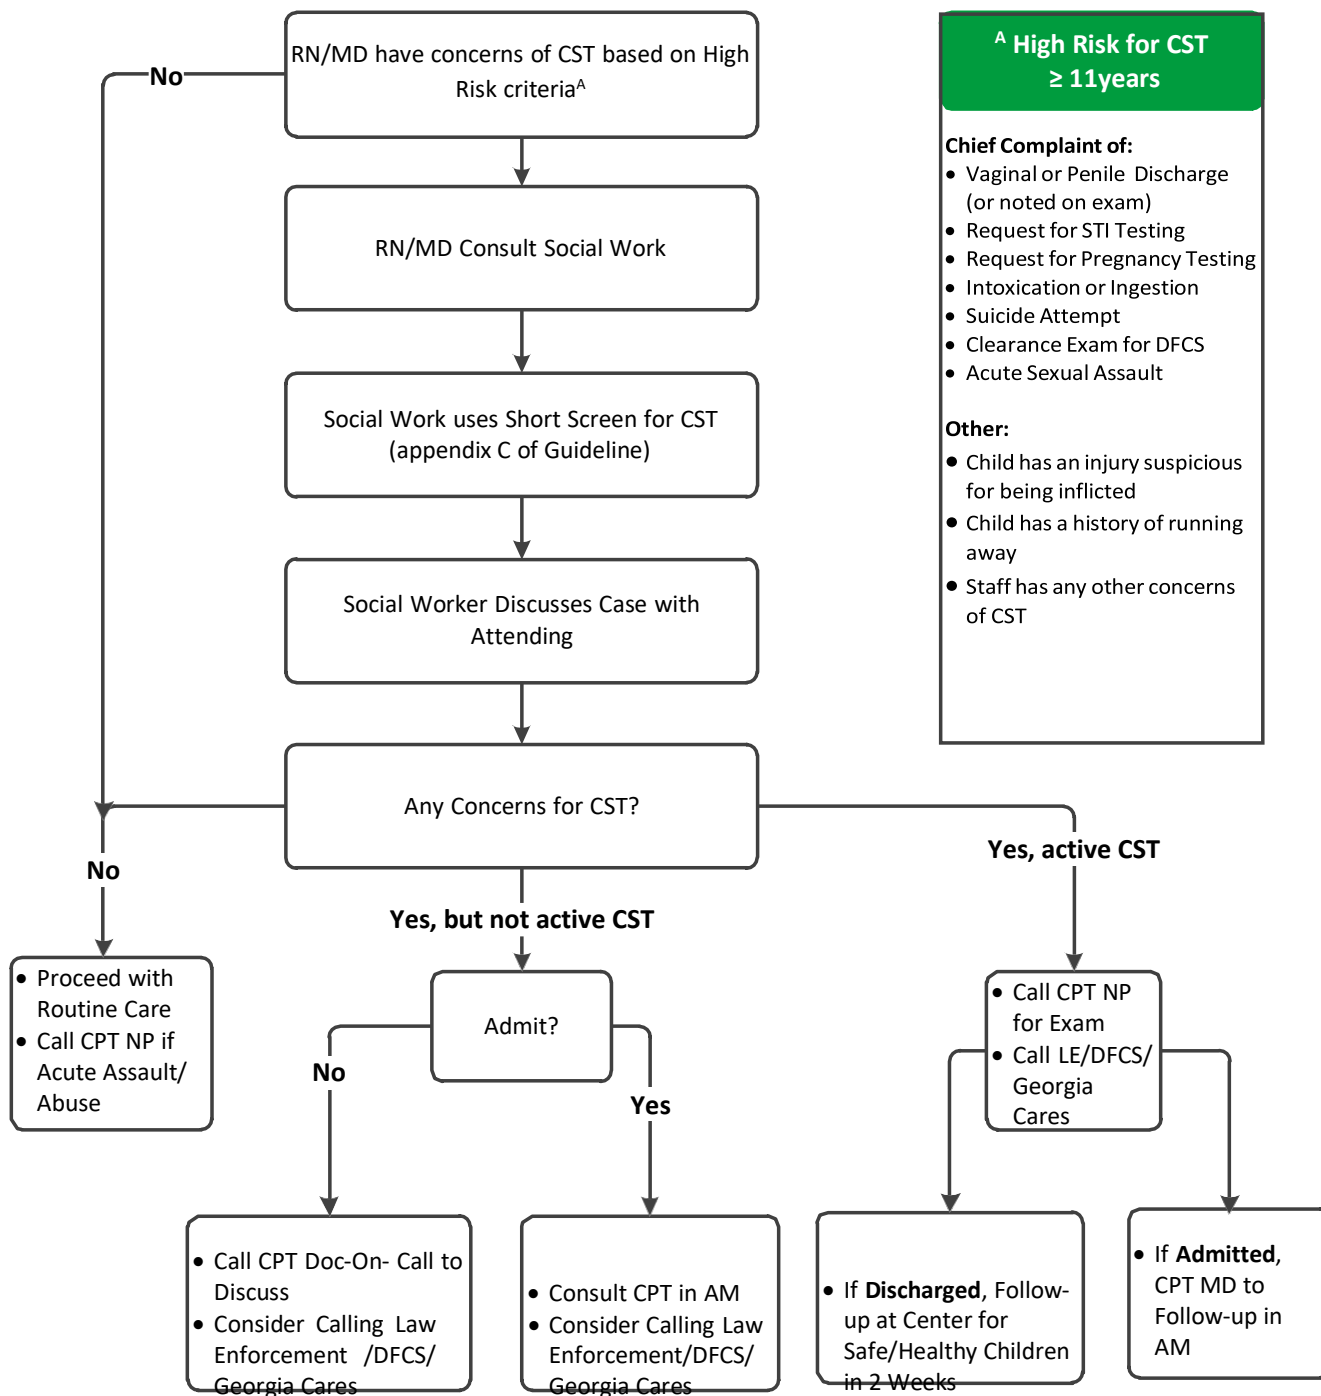 RN/MD have concerns of CST based on High
Risk criteriaA
No
RN/MD Consult Social Work
Social Work uses Short Screen for CST
(appendix C of Guideline)
Social Worker Discusses Case with
Attending
Any Concerns for CST?
No
Yes, but not active CST
Yes, active CST
• Proceed with
Routine Care
• Call CPT NP if
Acute Assault/
Abuse
Admit?
No
Yes
• Call CPT NP
for Exam
• Call LE/DFCS/
Georgia
Cares
• Call CPT Doc-On- Call to
Discuss
• Consider Calling Law
Enforcement /DFCS/
Georgia Cares
• Consult CPT in AM
• Consider Calling Law
Enforcement/DFCS/
Georgia Cares
• If Discharged, Follow-
up at Center for
Safe/Healthy Children
in 2 Weeks
• If Admitted,
CPT MD to
Follow-up in
AM
A High Risk for CST
≥ 11years
Chief Complaint of:
• Vaginal or Penile Discharge
(or noted on exam)
• Request for STI Testing
• Request for Pregnancy Testing
• Intoxication or Ingestion
• Suicide Attempt
• Clearance Exam for DFCS
• Acute Sexual Assault
Other:
• Child has an injury suspicious
for being inflicted
• Child has a history of running
away
• Staff has any other concerns
of CST